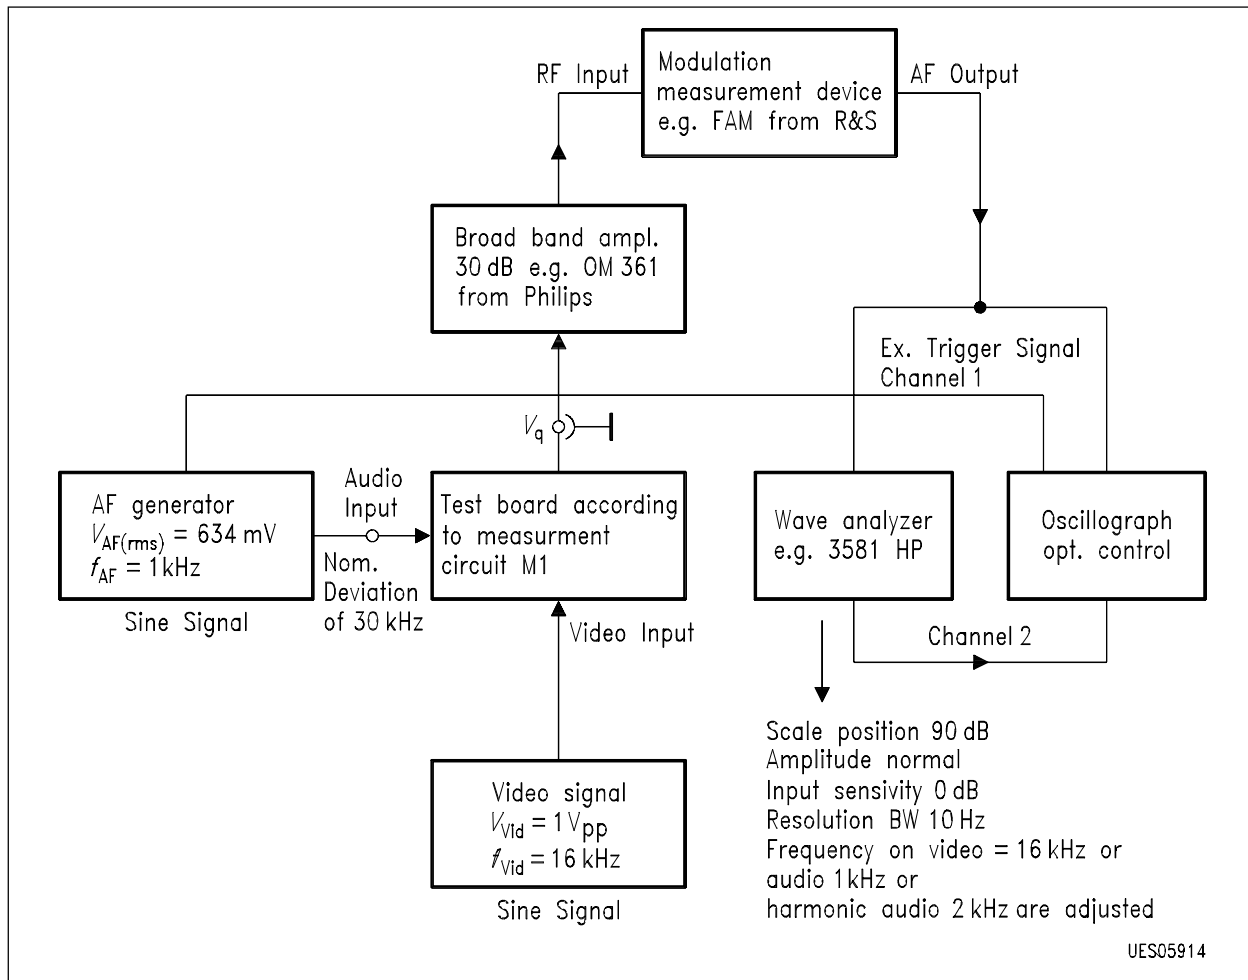 RF Input
Modulation
measurement device
e.g. FAM from R&S
AF Output
Broad band ampl.
30 dB e.g. OM 361
from Philips
Ex. Trigger Signal
Channel 1
Vq
AF generator
VAF(rms) = 634 mV
fAF = 1 kHz
Sine Signal
Audio
Input
Nom.
Deviation
of 30 kHz
Test board according
to measurment
circuit M1
Wave analyzer
e.g. 3581 HP
Oscillograph
opt. control
Video Input
Channel 2
Video signal
VVid = 1 Vpp
fVid = 16 kHz
Sine Signal
Scale position 90 dB
Amplitude normal
Input sensivity 0 dB
Resolution BW 10 Hz
Frequency on video = 16 kHz or
audio 1 kHz or
harmonic audio 2 kHz are adjusted
UES05914